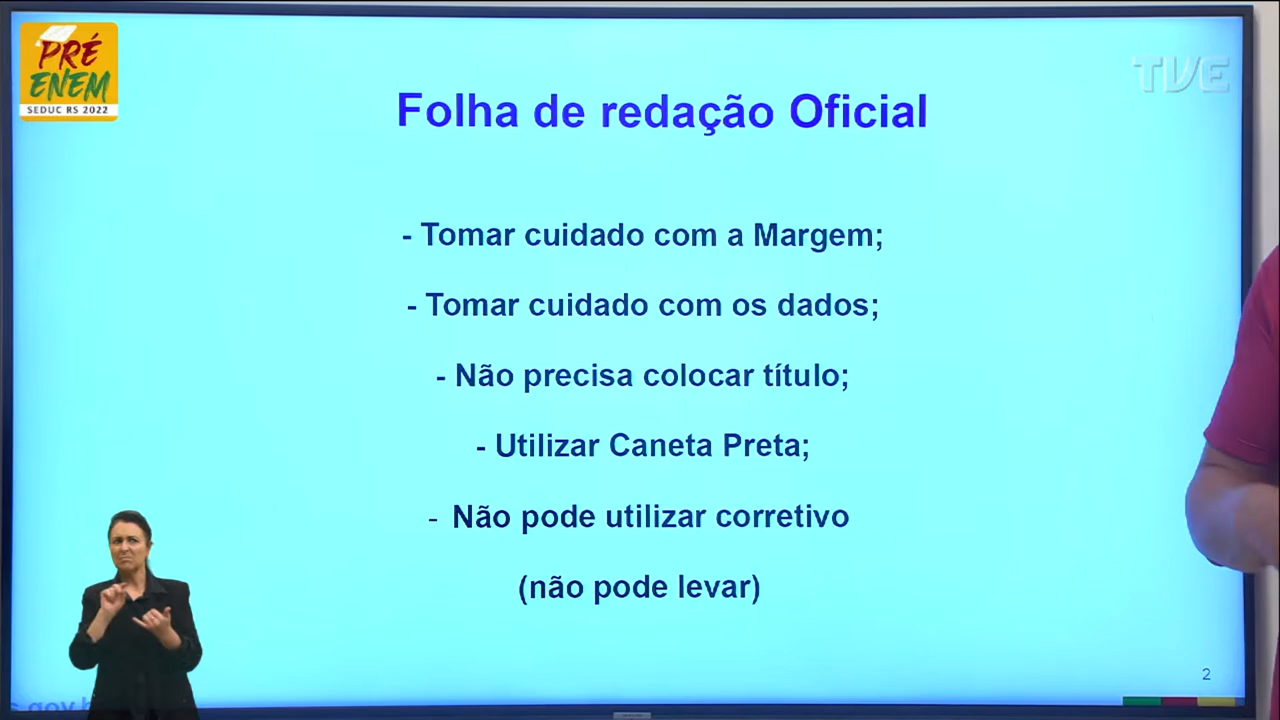 PRÉ
ENEM
SEDUC RS 2022
TVE
Folha de redação Oficial
- Tomar cuidado com a Margem;
- Tomar cuidado com os dados;
- Não precisa colocar título;
- Utilizar Caneta Preta;
- Não pode utilizar corretivo
(não pode levar)
2